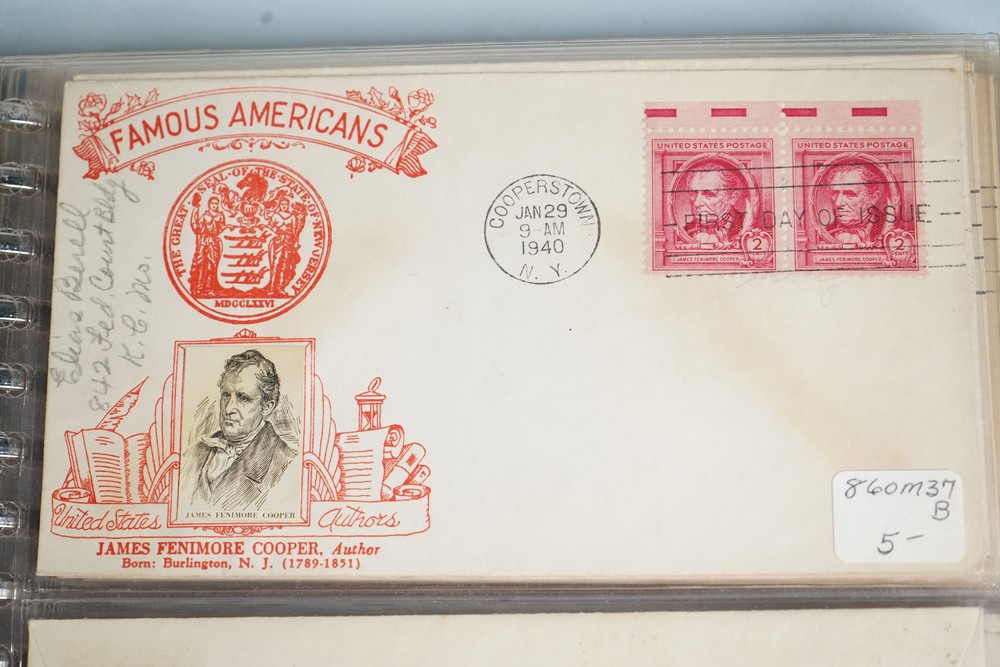 FAMOUS AMERICANS
THE GREAT SEAL OF THE STATE OF NEW JERSEY
MDCCLXXVI
JAMES FENIMORE COOPER
United States Authors
JAMES FENIMORE COOPER, Author
Born: Burlington, N. J. (1789-1851)
842 Fed. Court Bldg
K. C. Mo.
COOPERSTOWN
JAN 29
9-AM
1940
N. Y.
UNITED STATES POSTAGE
JAMES FENIMORE COOPER
2
CENTS
UNITED STATES POSTAGE
JAMES FENIMORE COOPER
2
CENTS
FIRST DAY OF ISSUE
860M37
B
5-